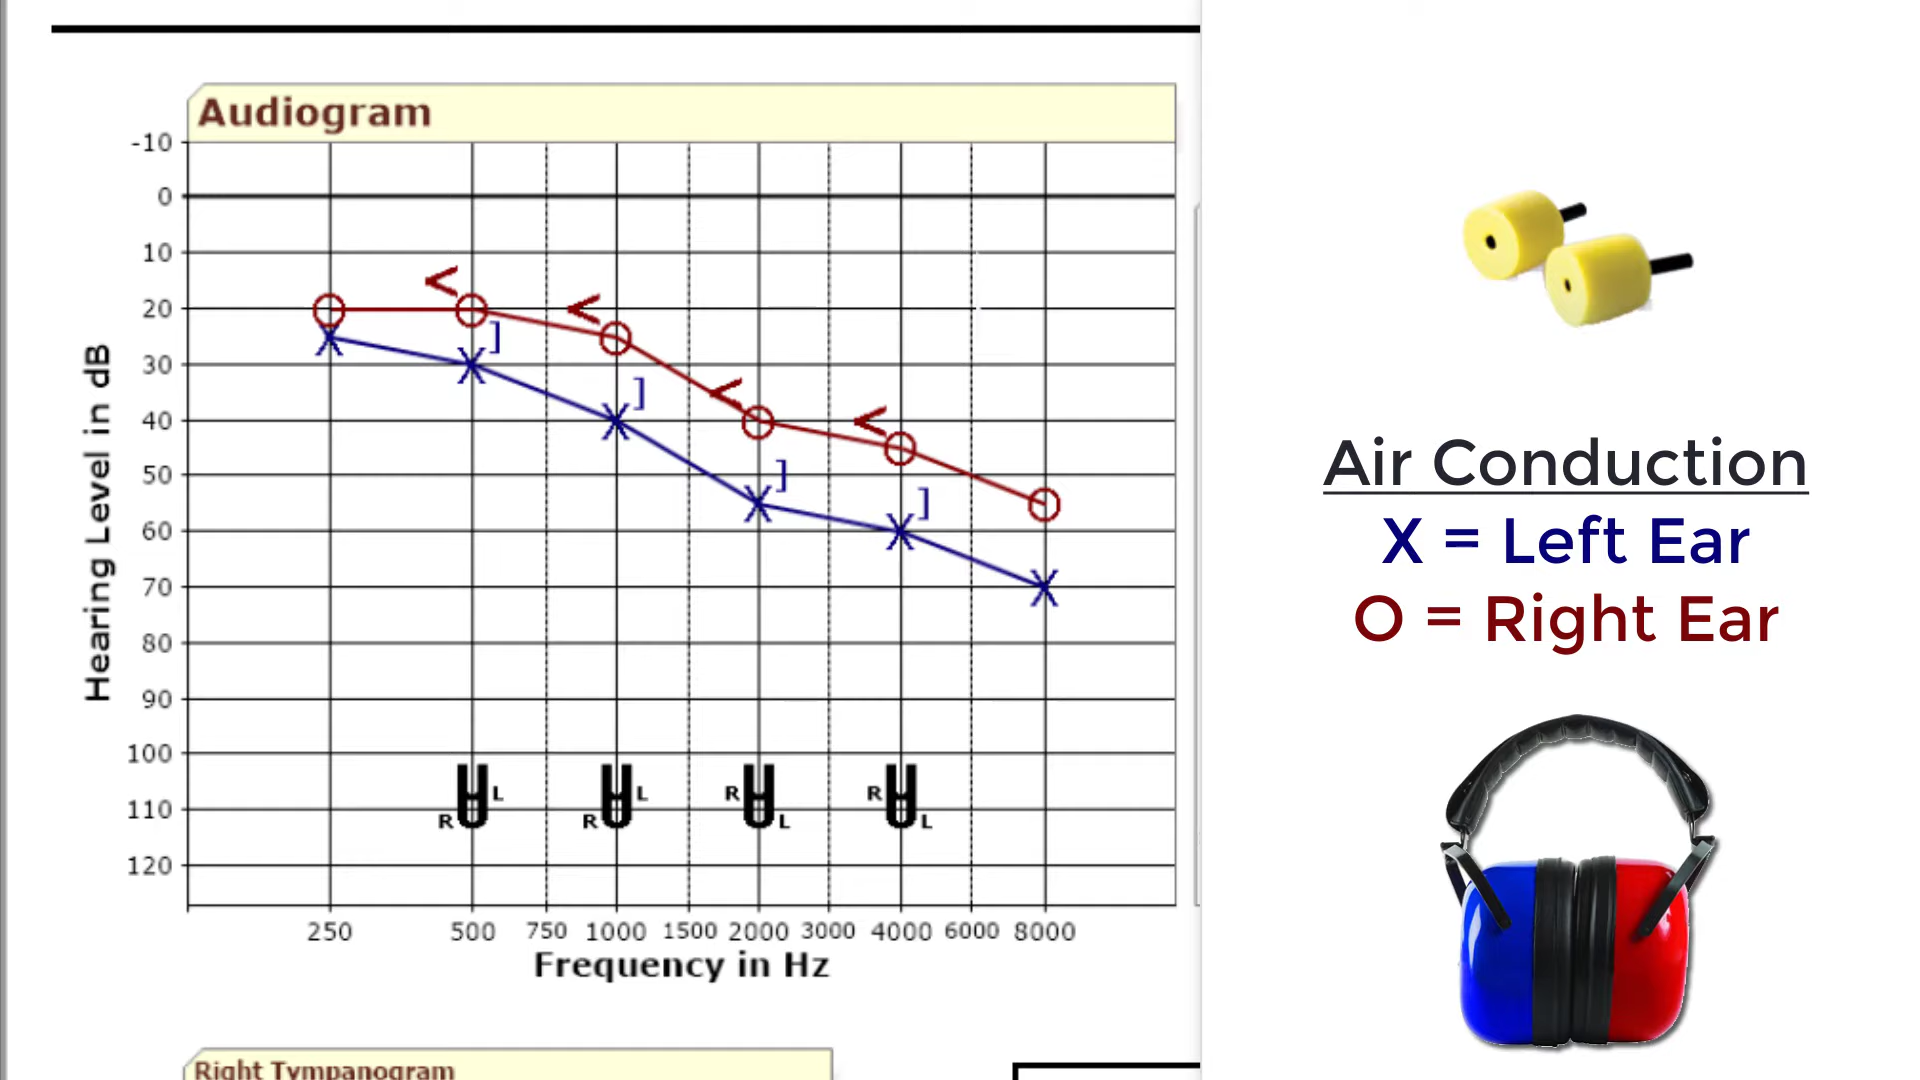 Audiogram
-10
0
10
20
30
40
50
60
70
80
90
100
110
120
Hearing Level in dB
< < < <
] ] ] ]
L L R R
R R L L
250 500 750 1000 1500 2000 3000 4000 6000 8000
Frequency in Hz
Right Tympanogram
Air Conduction
X = Left Ear
O = Right Ear